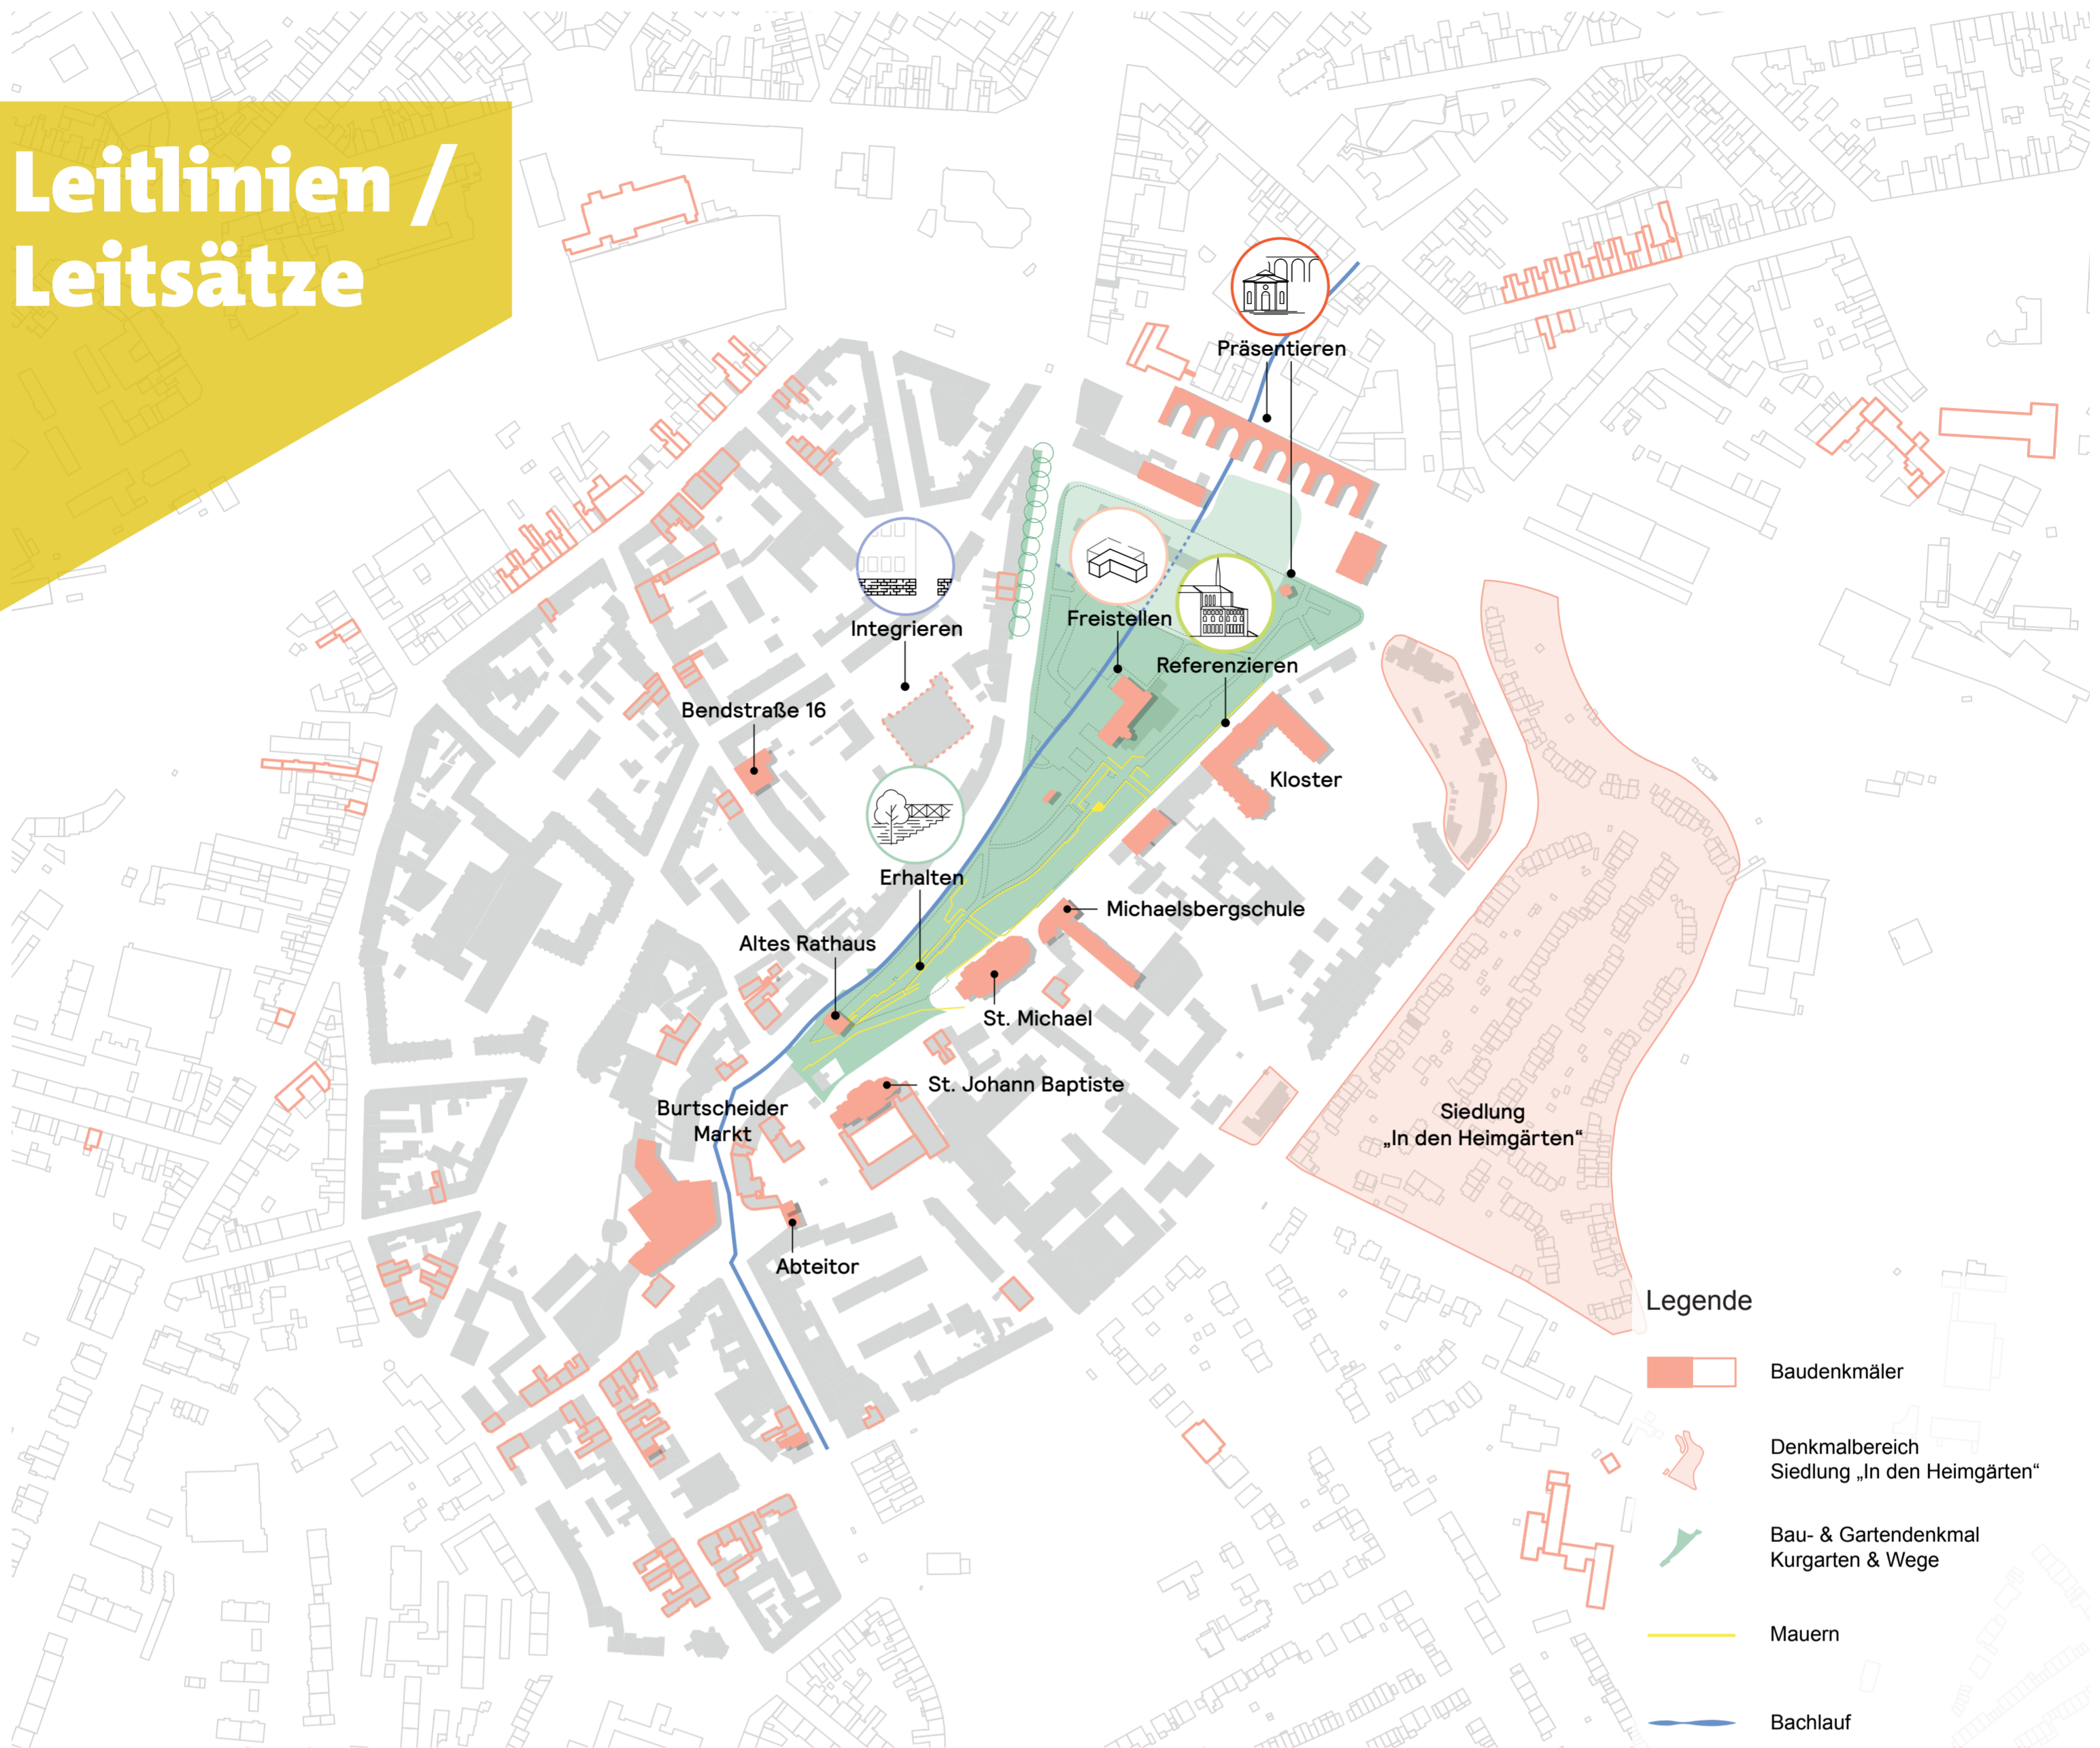 Leitlinien /
Leitsätze
Präsentieren
Integrieren
Freistellen
Referenzieren
Bendstraße 16
Kloster
Erhalten
Michaelsbergschule
Altes Rathaus
St. Michael
St. Johann Baptiste
Burtscheider
Markt
Siedlung
„In den Heimgärten“
Abteitor
Legende
Baudenkmäler
Denkmalbereich
Siedlung „In den Heimgärten“
Bau- & Gartendenkmal
Kurgarten & Wege
Mauern
Bachlauf